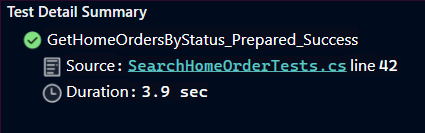 Test Detail Summary
GetHomeOrdersByStatus_Prepared_Success
Source: SearchHomeOrderTests.cs line 42
Duration: 3.9 sec